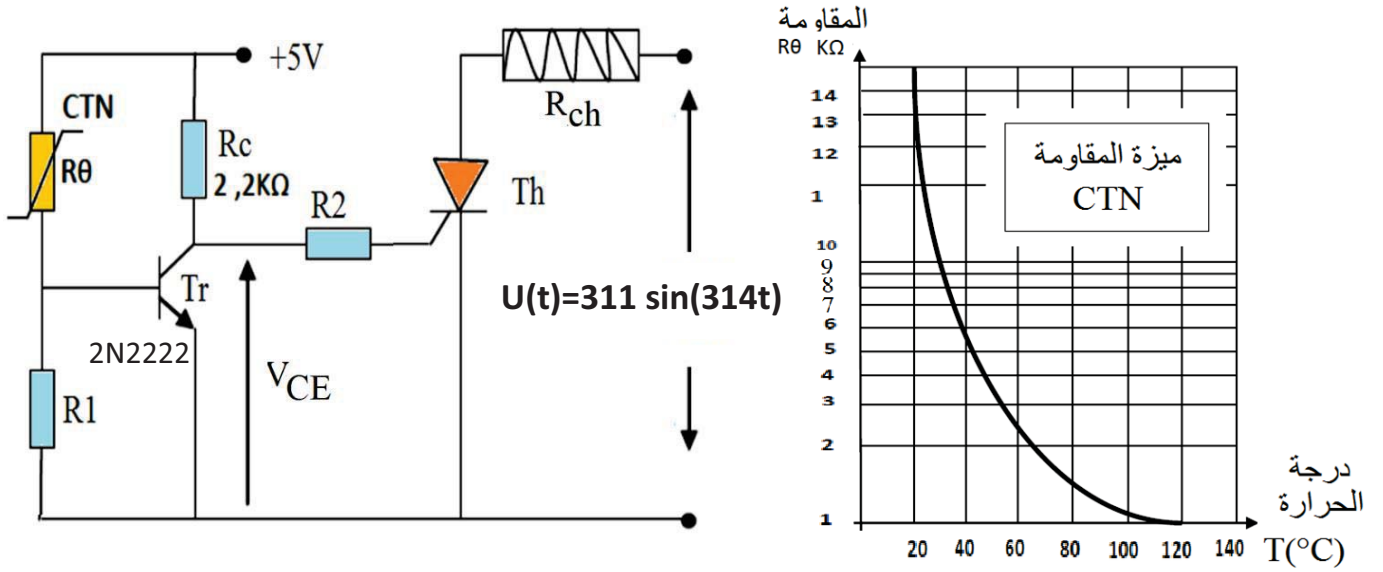 +5V
CTN
Rθ
Rc
2 ,2KΩ
R2
Th
Rch
Tr
2N2222
R1
VCE
U(t)=311 sin(314t)
المقاومة
Rθ KΩ
14
13
12
1
10
9
8
7
6
5
4
3
2
1
ميزة المقاومة
CTN
20 40 60 80 100 120 140
T(°C)
درجة
الحرارة